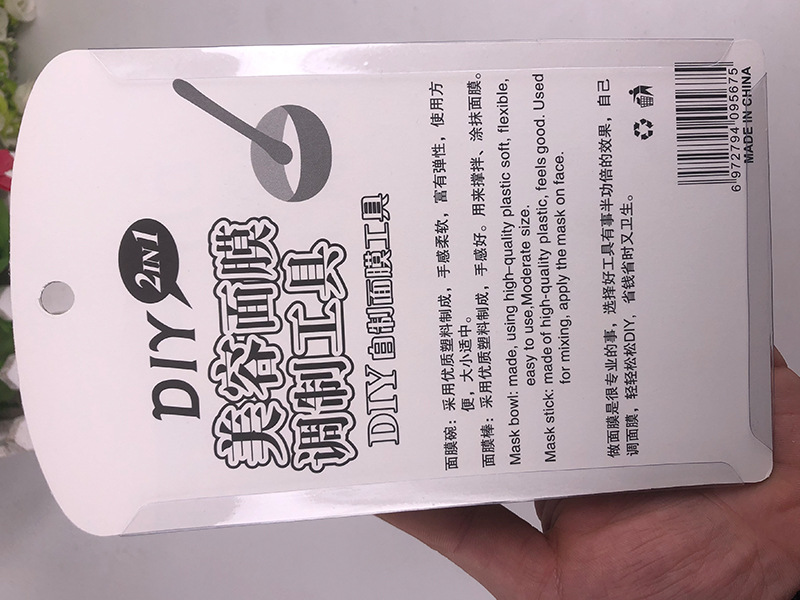 DIY 2IN1
美容面膜
调制工具
DIY自制面膜工具
面膜碗：采用优质塑料制成，手感柔软，富有弹性，使用方
便，大小适中。
面膜棒：采用优质塑料制成，手感好。用来撑拌、涂抹面膜。
Mask bowl: made, using high-quality plastic soft, flexible,
easy to use,Moderate size.
Mask stick: made of high-quality plastic, feels good. Used
for mixing, apply the mask on face.
做面膜是很专业的事，选择好工具有事半功倍的效果，自己
调面膜，轻轻松松DIY，省钱省时又卫生。
6 972794 095675
MADE IN CHINA